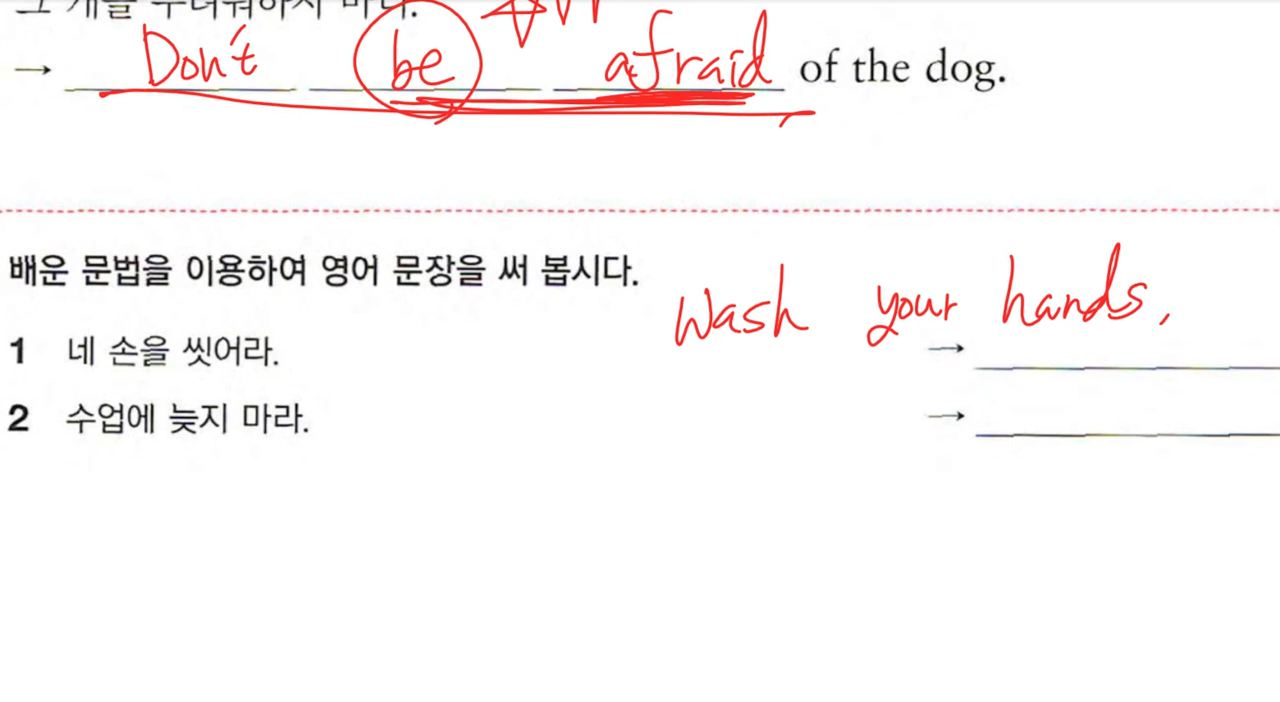 → Don't be afraid of the dog.
배운 문법을 이용하여 영어 문장을 써 봅시다.
Wash your hands.
1 네 손을 씻어라. →
2 수업에 늦지 마라. →